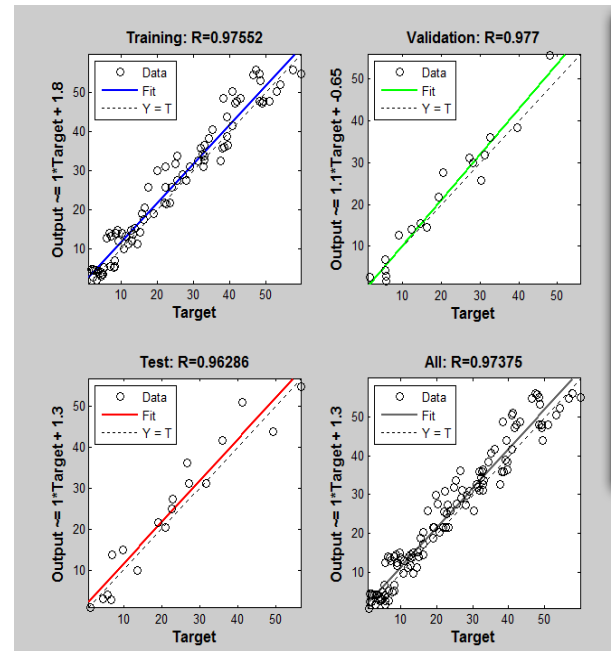 Training: R=0.97552
Output ~= 1*Target + 1.8
50
40
30
20
10
Data
Fit
Y = T
10 20 30 40 50
Target
Validation: R=0.977
Output ~= 1.1*Target + -0.65
50
40
30
20
10
Data
Fit
Y = T
10 20 30 40 50
Target
Test: R=0.96286
Output ~= 1*Target + 1.3
50
40
30
20
10
Data
Fit
Y = T
10 20 30 40 50
Target
All: R=0.97375
Output ~= 1*Target + 1.3
50
40
30
20
10
Data
Fit
Y = T
10 20 30 40 50
Target